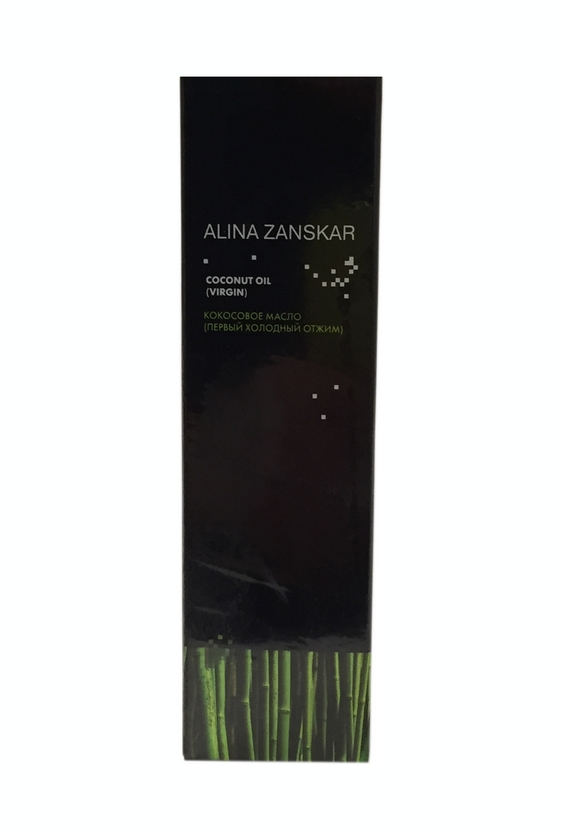 ALINA ZANSKAR
COCONUT OIL
(VIRGIN)
КОКОСОВОЕ МАСЛО
(ПЕРВЫЙ ХОЛОДНЫЙ ОТЖИМ)